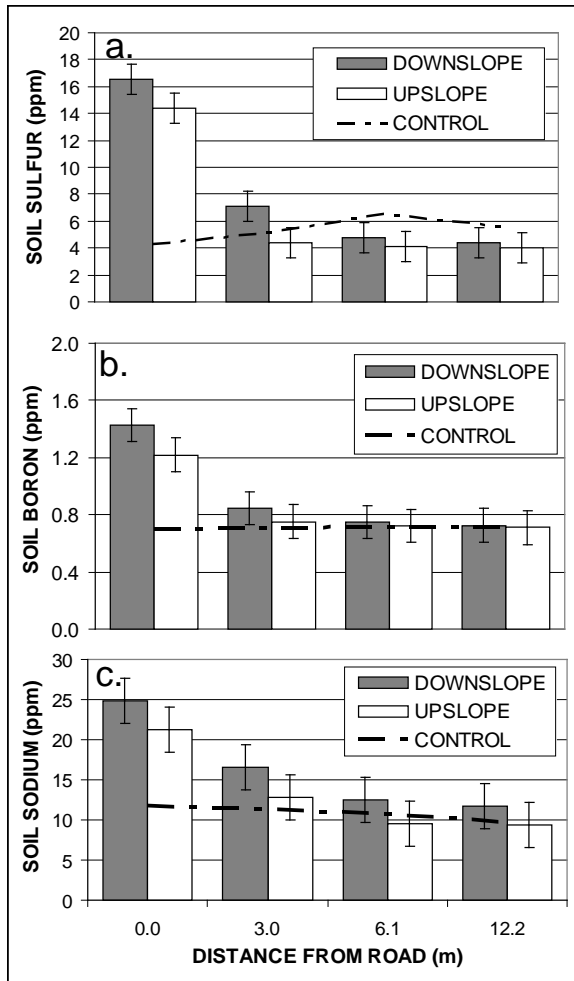 a.
DOWNSLOPE
UPSLOPE
CONTROL
SOIL SULFUR (ppm)
20
18
16
14
12
10
8
6
4
2
0
b.
DOWNSLOPE
UPSLOPE
CONTROL
SOIL BORON (ppm)
2.0
1.6
1.2
0.8
0.4
0.0
c.
DOWNSLOPE
UPSLOPE
CONTROL
SOIL SODIUM (ppm)
30
25
20
15
10
5
0
0.0 3.0 6.1 12.2
DISTANCE FROM ROAD (m)